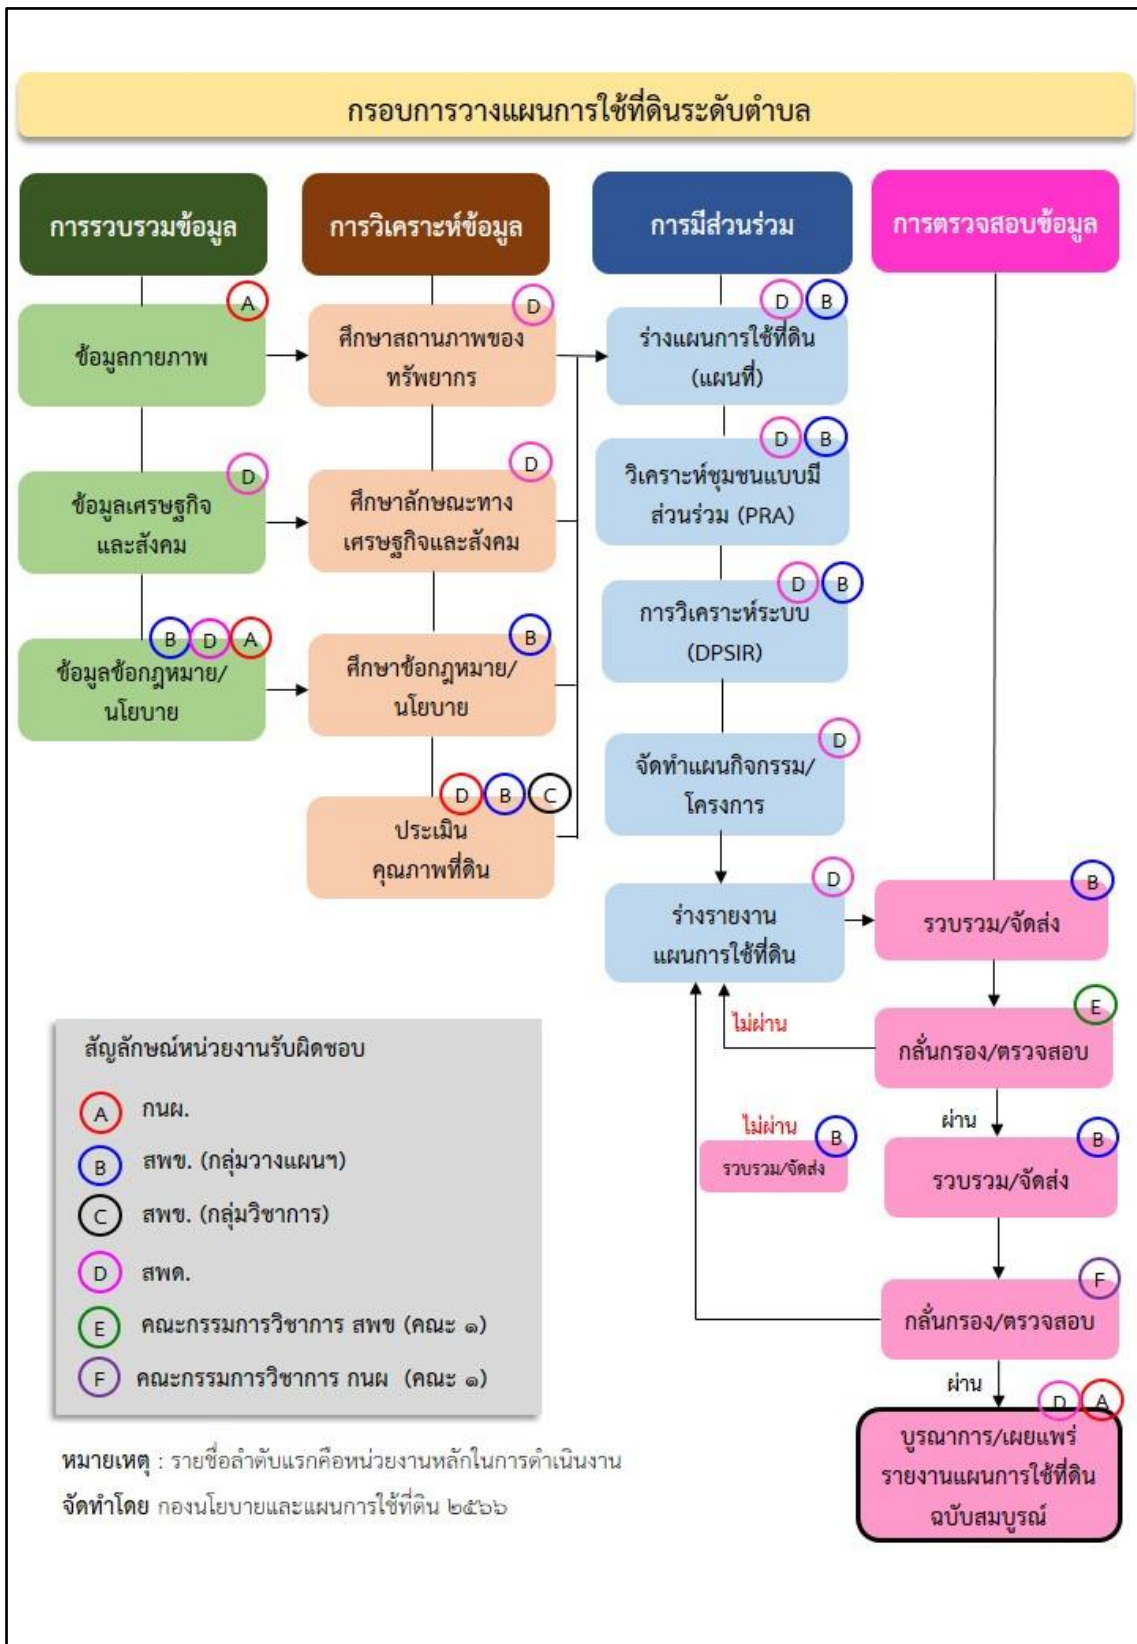 กรอบการวางแผนการใช้ที่ดินระดับตำบล
การรวบรวมข้อมูล
A
ข้อมูลกายภาพ
D
ข้อมูลเศรษฐกิจ
และสังคม
B D A
ข้อมูลข้อกฎหมาย/
นโยบาย
การวิเคราะห์ข้อมูล
D
ศึกษาสถานภาพของ
ทรัพยากร
D
ศึกษาลักษณะทาง
เศรษฐกิจและสังคม
B
ศึกษาข้อกฎหมาย/
นโยบาย
D B C
ประเมิน
คุณภาพที่ดิน
การมีส่วนร่วม
D B
ร่างแผนการใช้ที่ดิน
(แผนที่)
D B
วิเคราะห์ชุมชนแบบมี
ส่วนร่วม (PRA)
D B
การวิเคราะห์ระบบ
(DPSIR)
D
จัดทำแผนกิจกรรม/
โครงการ
D
ร่างรายงาน
แผนการใช้ที่ดิน
การตรวจสอบข้อมูล
B
รวบรวม/จัดส่ง
E
ไม่ผ่าน
กลั่นกรอง/ตรวจสอบ
ผ่าน
B
รวบรวม/จัดส่ง
ไม่ผ่าน
B
รวบรวม/จัดส่ง
F
กลั่นกรอง/ตรวจสอบ
ผ่าน
D A
บูรณาการ/เผยแพร่
รายงานแผนการใช้ที่ดิน
ฉบับสมบูรณ์
สัญลักษณ์หน่วยงานรับผิดชอบ
A กนผ.
B สพข. (กลุ่มวางแผนฯ)
C สพข. (กลุ่มวิชาการ)
D สพด.
E คณะกรรมการวิชาการ สพข (คณะ ๑)
F คณะกรรมการวิชาการ กนผ (คณะ ๑)
หมายเหตุ : รายชื่อลำดับแรกคือหน่วยงานหลักในการดำเนินงาน
จัดทำโดย กองนโยบายและแผนการใช้ที่ดิน ๒๕๖๖